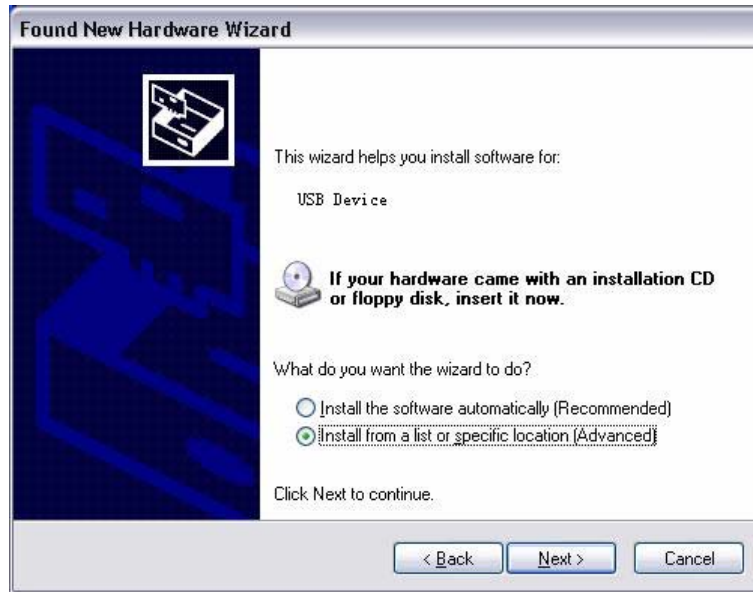 Found New Hardware Wizard
This wizard helps you install software for:
USB Device
If your hardware came with an installation CD
or floppy disk, insert it now.
What do you want the wizard to do?
Install the software automatically (Recommended)
Install from a list or specific location (Advanced)
Click Next to continue.
< Back
Next >
Cancel